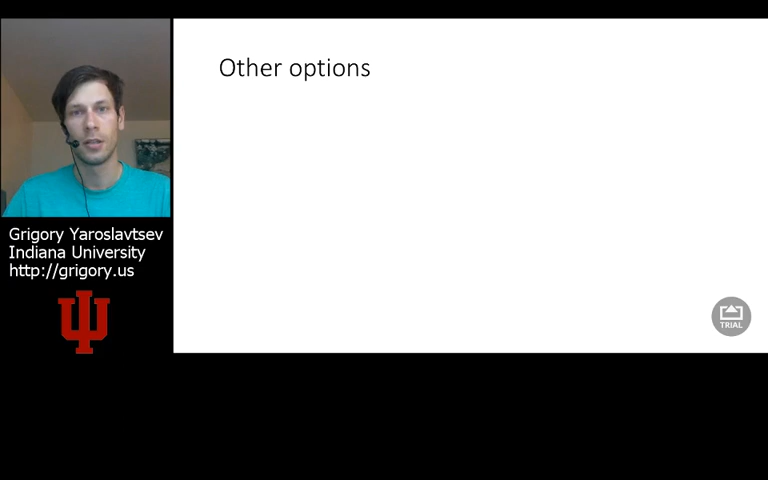 Other options
Grigory Yaroslavtsev
Indiana University
http://grigory.us
TRIAL